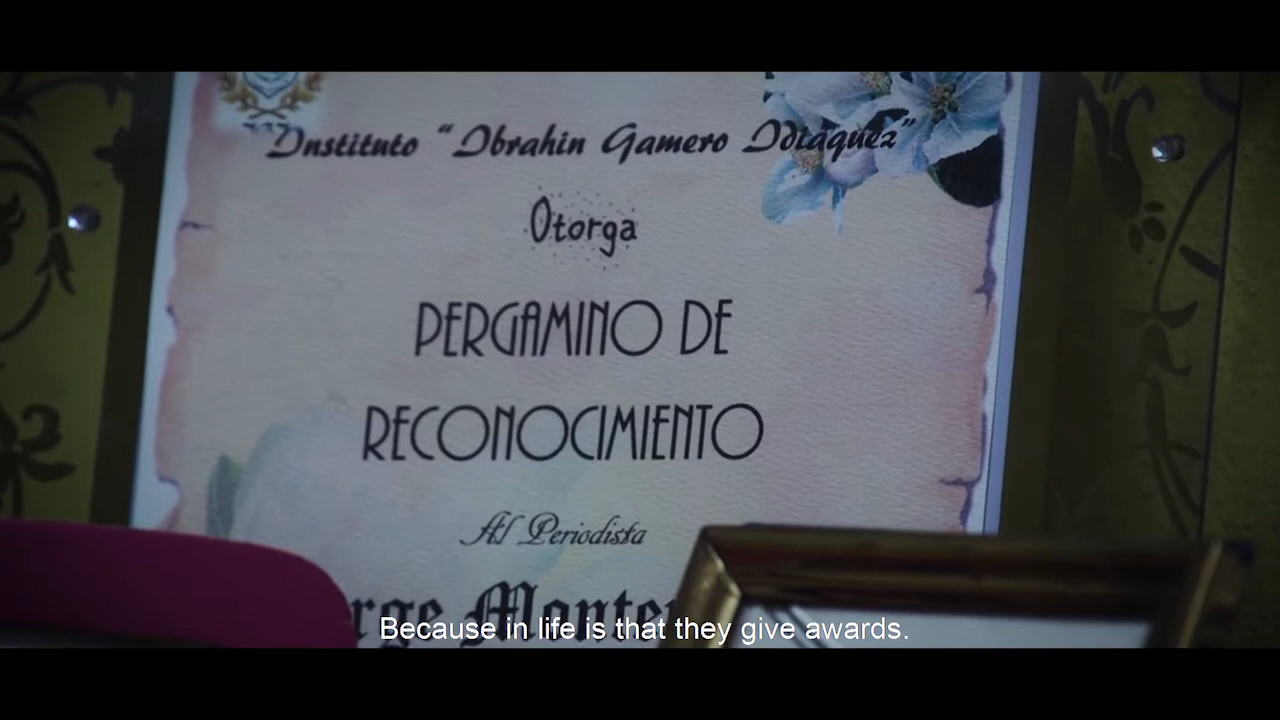 Instituto “Ibrahin Gamero Idiaquez”
Otorga
PERGAMINO DE
RECONOCIMIENTO
Al Periodista
Because in life is that they give awards.